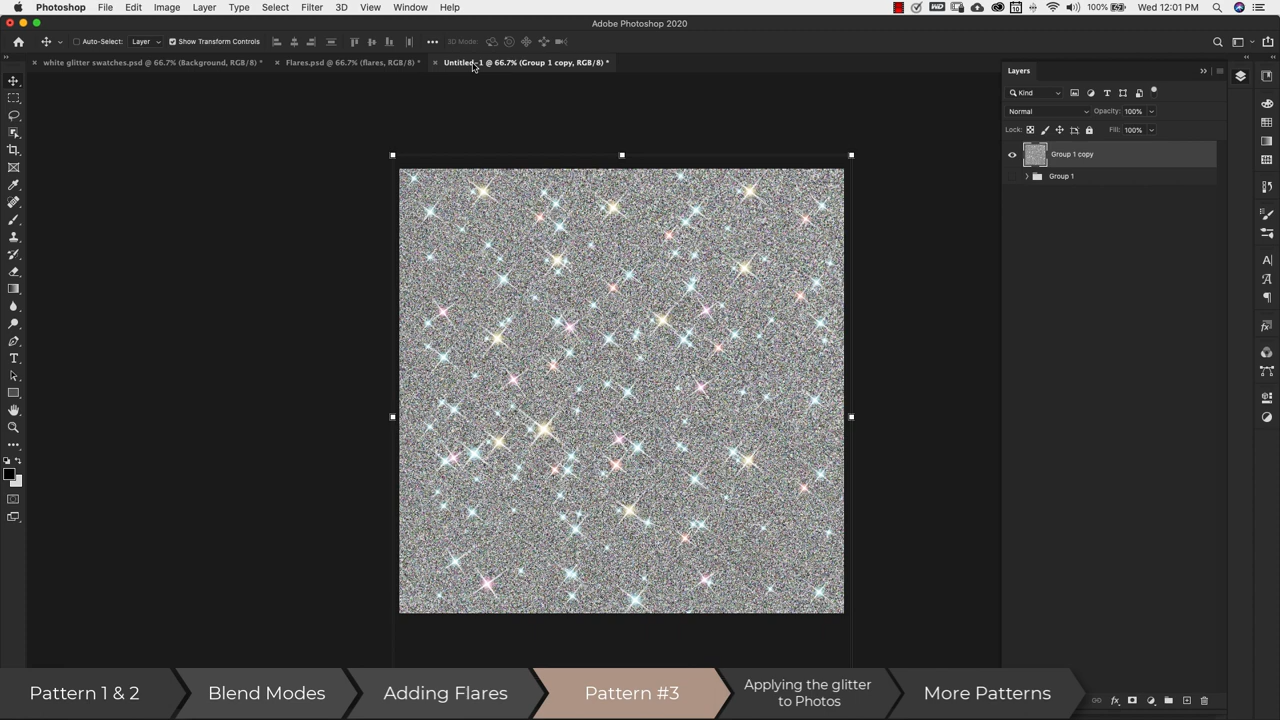 Photoshop File Edit Image Layer Type Select Filter 3D View Window Help
100% Wed 12:01 PM
Adobe Photoshop 2020
Auto-Select: Layer Show Transform Controls 3D Mode:
white glitter swatches.psd @ 66.7% (Background, RGB/8) * Flares.psd @ 66.7% (flares, RGB/8) * Untitled-1 @ 66.7% (Group 1 copy, RGB/8) *
Layers
Kind
Normal Opacity: 100%
Lock: Fill: 100%
Group 1 copy
Group 1
Pattern 1 & 2
Blend Modes
Adding Flares
Pattern #3
Applying the glitter
to Photos
More Patterns